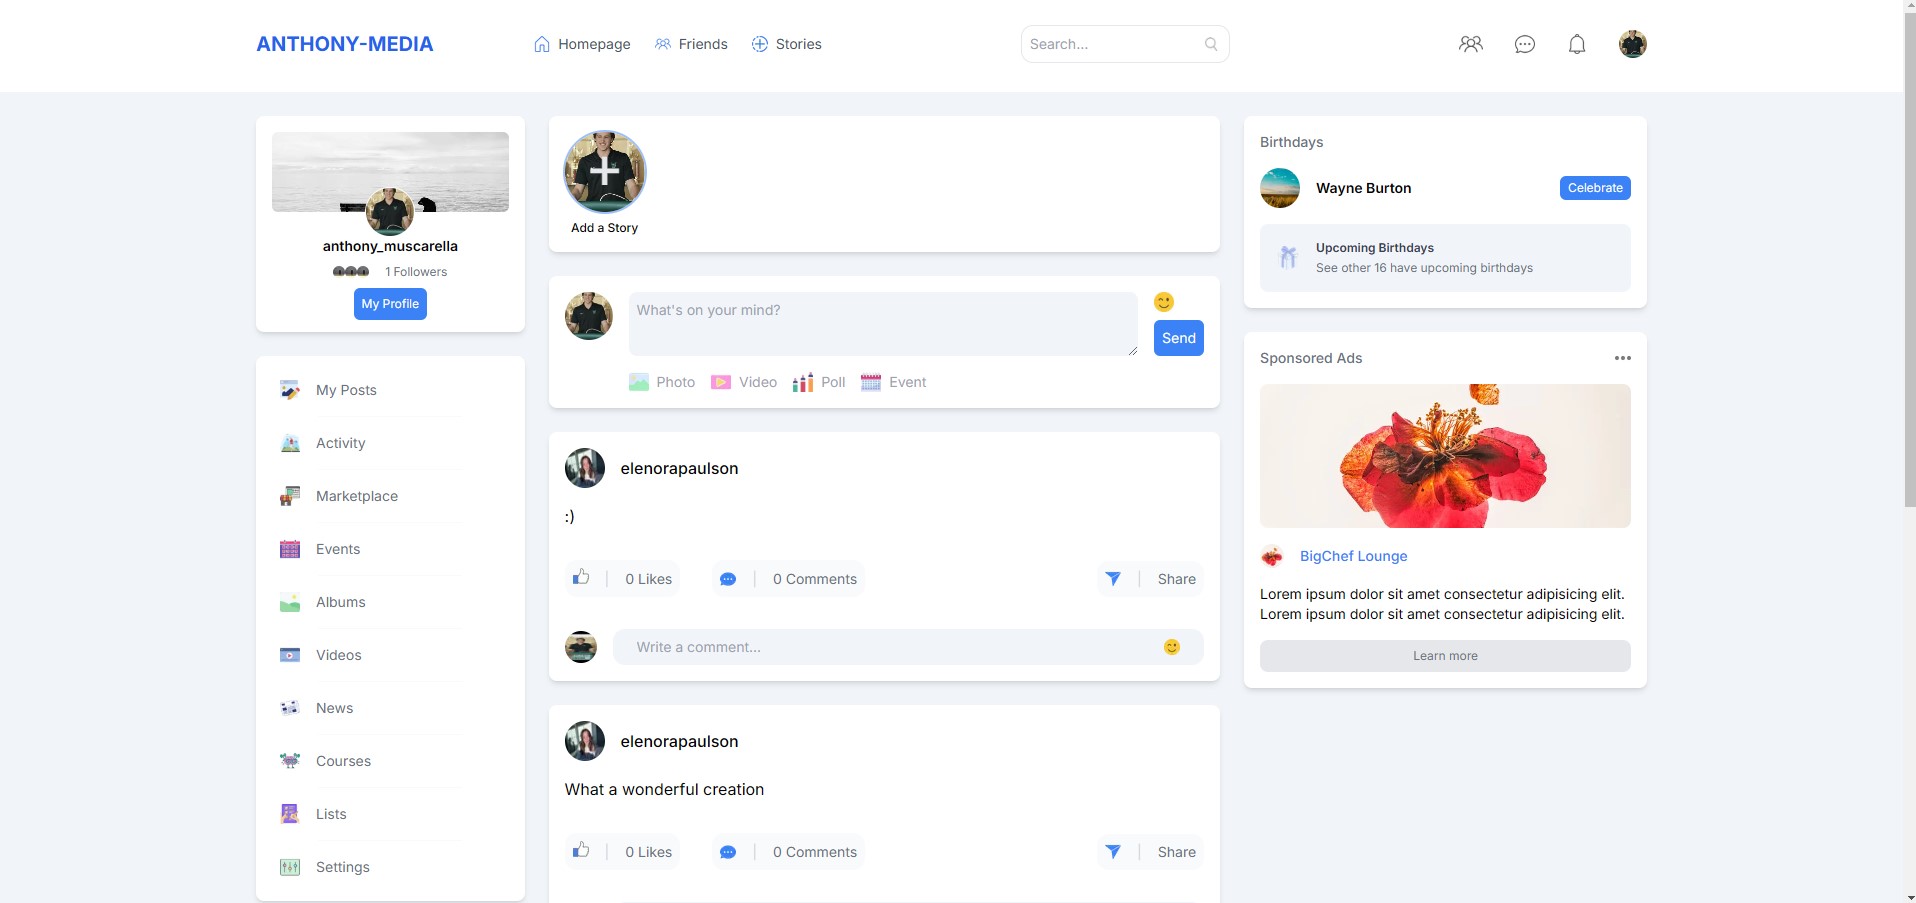 ANTHONY-MEDIA
Homepage
Friends
Stories
Search...
anthony_muscarella
1 Followers
My Profile
My Posts
Activity
Marketplace
Events
Albums
Videos
News
Courses
Lists
Settings
Add a Story
What's on your mind?
Send
Photo
Video
Poll
Event
elenorapaulson
:)
0 Likes
0 Comments
Share
Write a comment...
elenorapaulson
What a wonderful creation
0 Likes
0 Comments
Share
Birthdays
Wayne Burton
Celebrate
Upcoming Birthdays
See other 16 have upcoming birthdays
Sponsored Ads
BigChef Lounge
Lorem ipsum dolor sit amet consectetur adipisicing elit.
Lorem ipsum dolor sit amet consectetur adipisicing elit.
Learn more